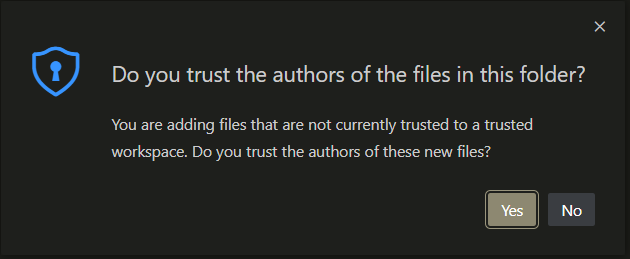 Do you trust the authors of the files in this folder?
You are adding files that are not currently trusted to a trusted
workspace. Do you trust the authors of these new files?
Yes No